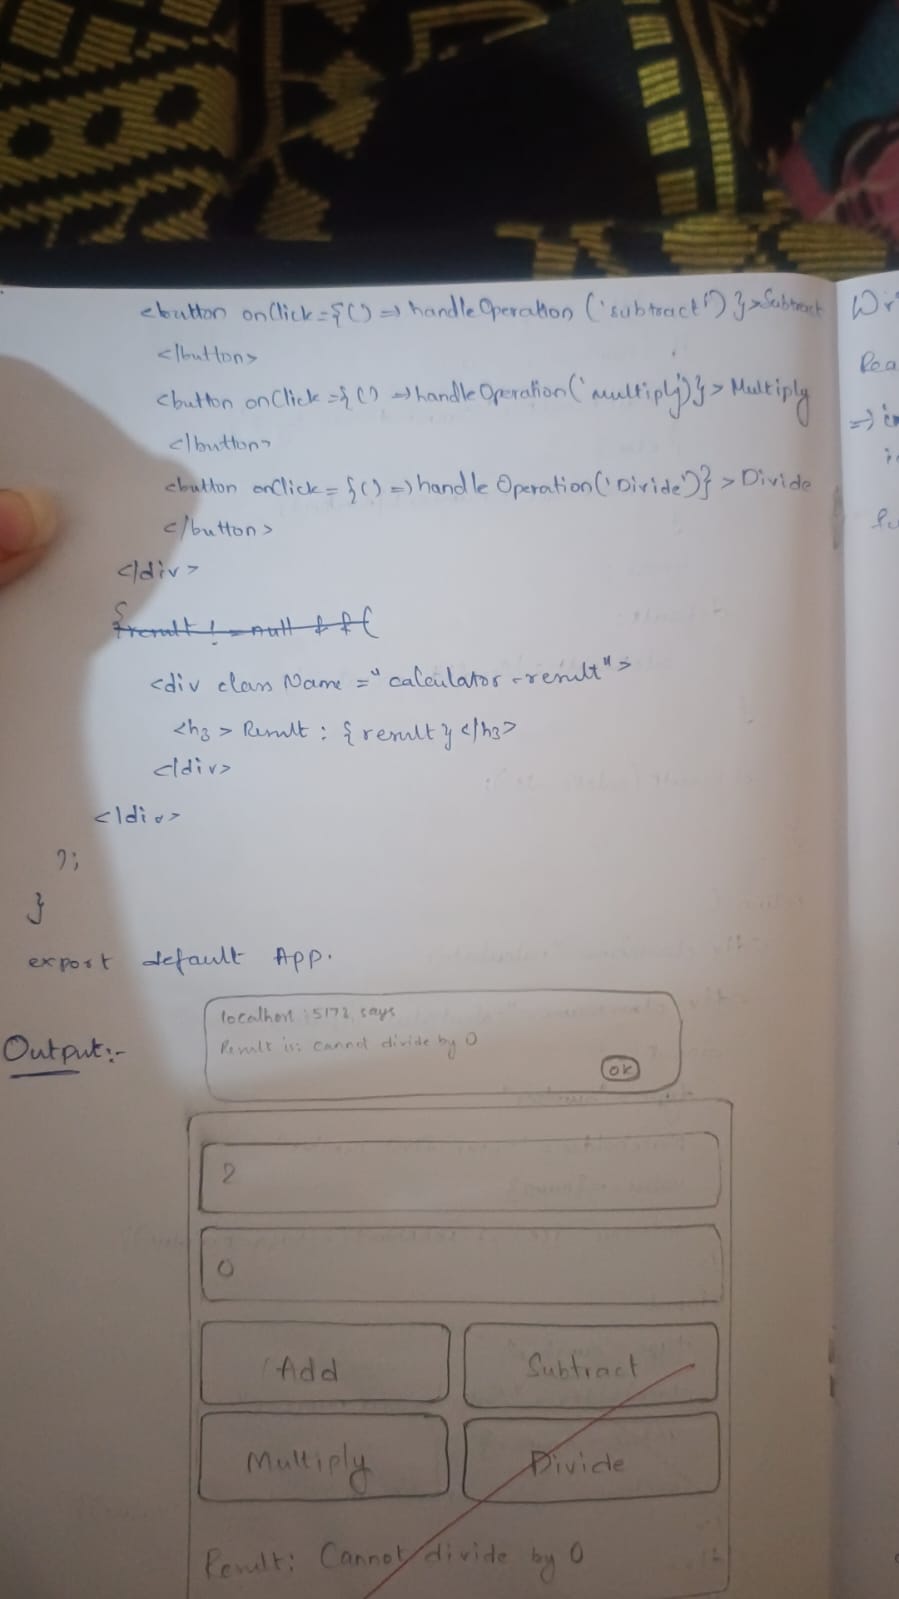 <button onClick={() => handleOperation ('subtract') }>Subtract
</button>
<button onClick={() => handleOperation('multiply')}> Multiply
</button>
<button onClick={() => handleOperation('Divide')} > Divide
</button>
</div>
{result != null && (
<div className="calculator-result">
<h3> Result : {result} </h3>
</div>
</div>
);
}
export default App.
Output:-
localhost:5173 says
Result is: cannot divide by 0
OK
2
0
Add
Subtract
Multiply
Divide
Result: Cannot divide by 0